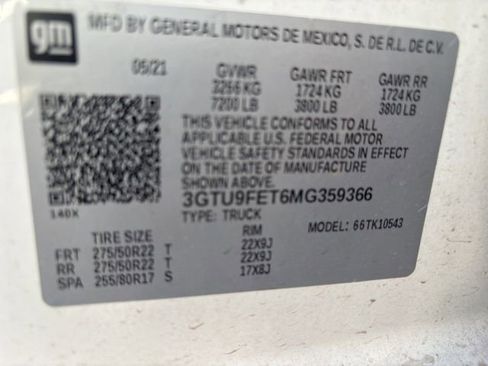 gm
MFD BY GENERAL MOTORS DE MEXICO, S. DE R.L. DE C.V.
05/21 GVWR GAWR FRT GAWR RR
3266 KG 1724 KG 1724 KG
7200 LB 3800 LB 3800 LB
THIS VEHICLE CONFORMS TO ALL
APPLICABLE U.S. FEDERAL MOTOR
VEHICLE SAFETY STANDARDS IN EFFECT
ON THE DATE OF MANUFACTURE
3GTU9FET6MG359366
140X TYPE: TRUCK MODEL: 66TK10543
TIRE SIZE RIM
FRT 275/50R22 T 22X9J
RR 275/50R22 T 22X9J
SPA 255/80R17 S 17X8J